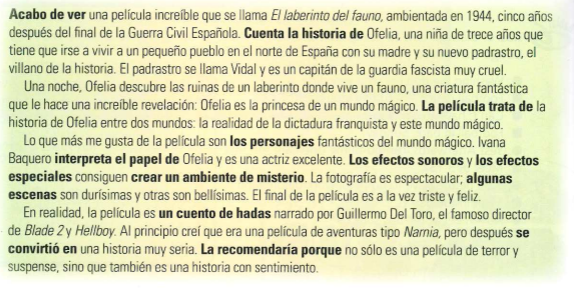 Acabo de ver una película increíble que se llama El laberinto del fauno, ambientada en 1944, cinco años
después del final de la Guerra Civil Española. Cuenta la historia de Ofelia, una niña de trece años que
tiene que irse a vivir a un pequeño pueblo en el norte de España con su madre y su nuevo padrastro, el
villano de la historia. El padrastro se llama Vidal y es un capitán de la guardia fascista muy cruel.
Una noche, Ofelia descubre las ruinas de un laberinto donde vive un fauno, una criatura fantástica
que le hace una increíble revelación: Ofelia es la princesa de un mundo mágico. La película trata de la
historia de Ofelia entre dos mundos: la realidad de la dictadura franquista y este mundo mágico.
Lo que más me gusta de la película son los personajes fantásticos del mundo mágico. Ivana
Baquero interpreta el papel de Ofelia y es una actriz excelente. Los efectos sonoros y los efectos
especiales consiguen crear un ambiente de misterio. La fotografía es espectacular; algunas
escenas son durísimas y otras son bellísimas. El final de la película es a la vez triste y feliz.
En realidad, la película es un cuento de hadas narrado por Guillermo Del Toro, el famoso director
de Blade 2 y Hellboy. Al principio creí que era una película de aventuras tipo Narnia, pero después se
convirtió en una historia muy seria. La recomendaría porque no sólo es una película de terror y
suspense, sino que también es una historia con sentimiento.